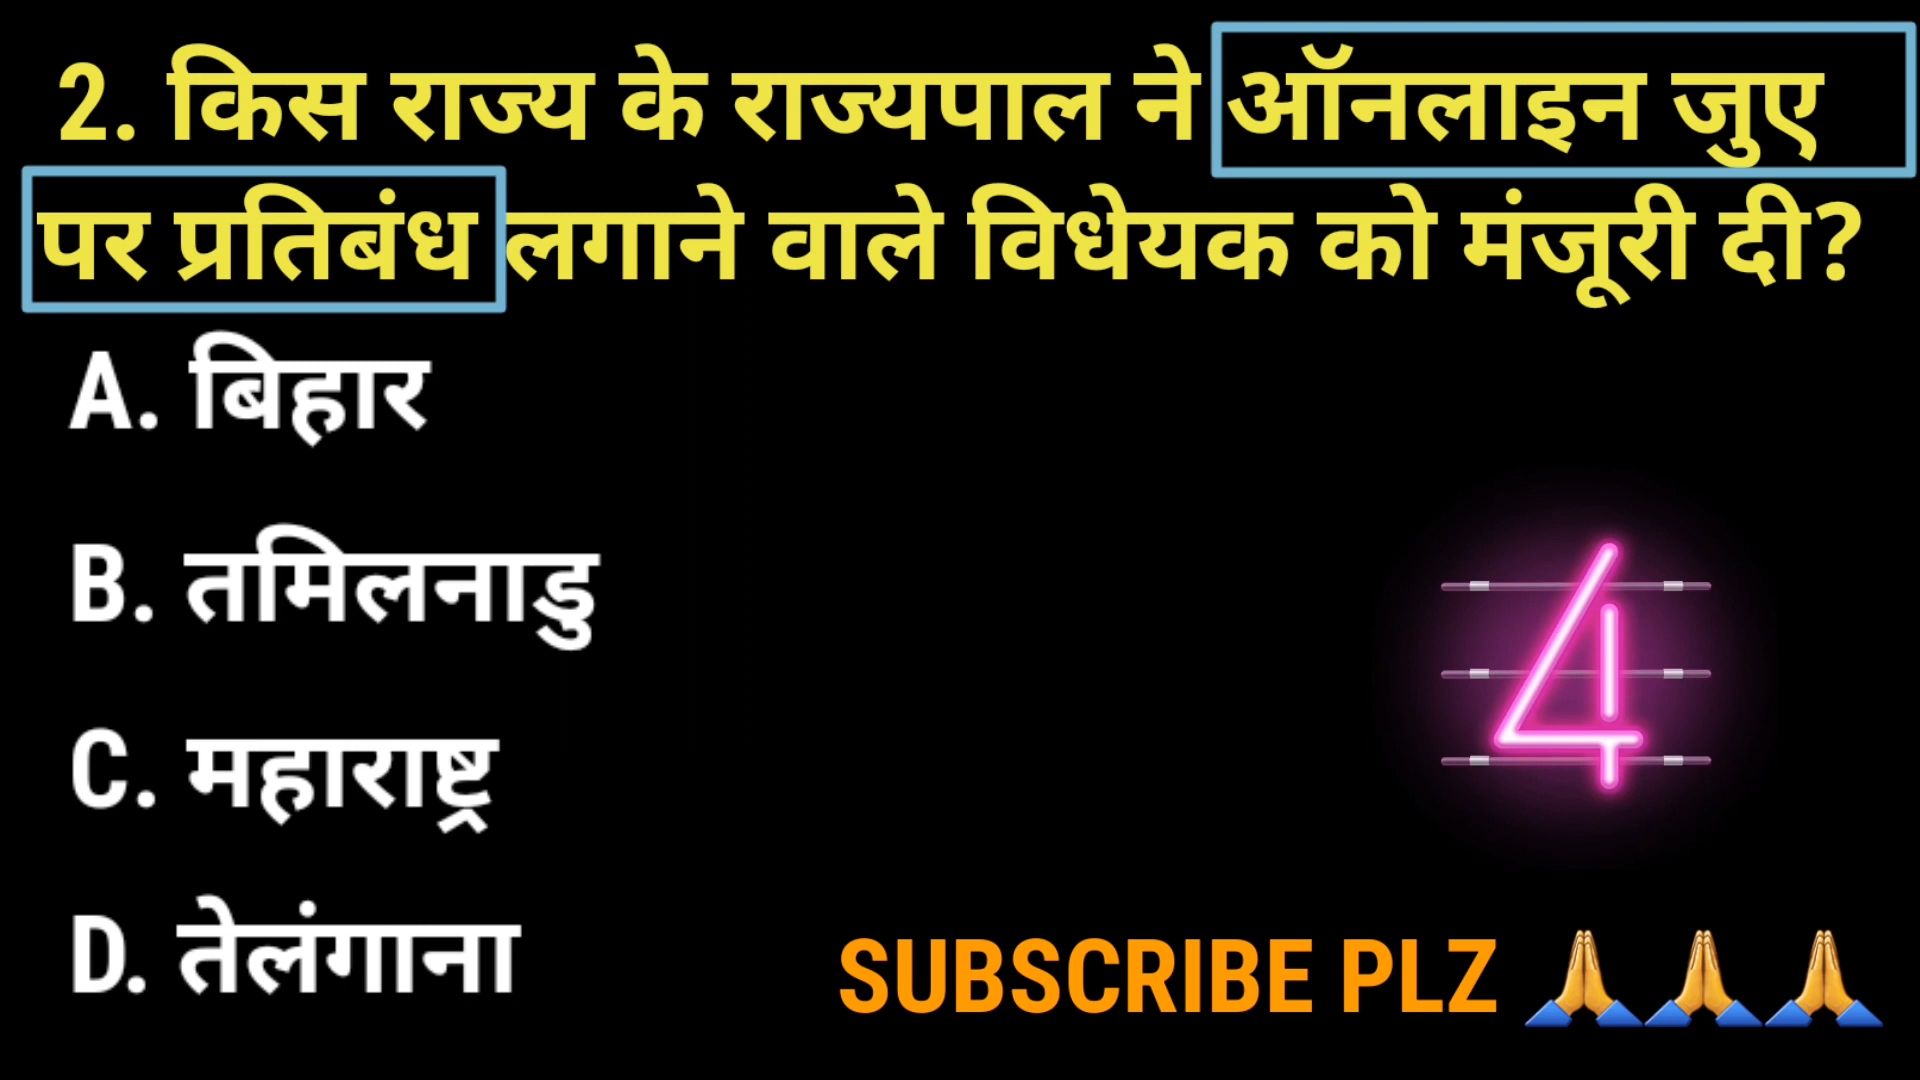 2. किस राज्य के राज्यपाल ने ऑनलाइन जुए
पर प्रतिबंध लगाने वाले विधेयक को मंजूरी दी?
A. बिहार
B. तमिलनाडु
C. महाराष्ट्र
D. तेलंगाना
4
SUBSCRIBE PLZ 🙏🙏🙏